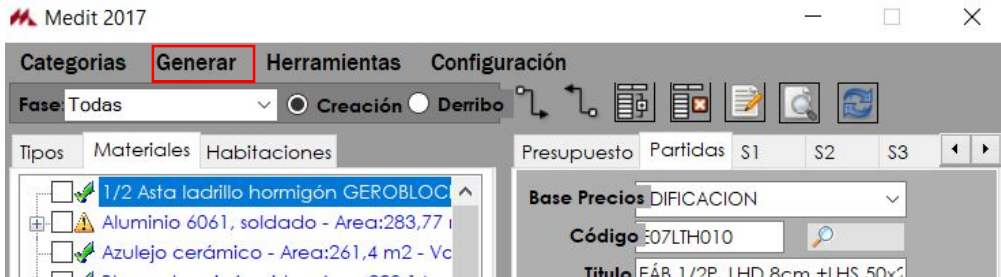 Medit 2017
Categorias Generar Herramientas Configuración
Fase: Todas Creación Derribo
Tipos Materiales Habitaciones
1/2 Asta ladrillo hormigón GEROBLOC
Aluminio 6061, soldado - Area:283,77
Azulejo cerámico - Area:261,4 m2 - Vo
Presupuesto Partidas S1 S2 S3
Base Precios DIFICACION
Código E07LTH010
Titulo FÁB.1/2P. LHD 8cm.+LHS 50x2